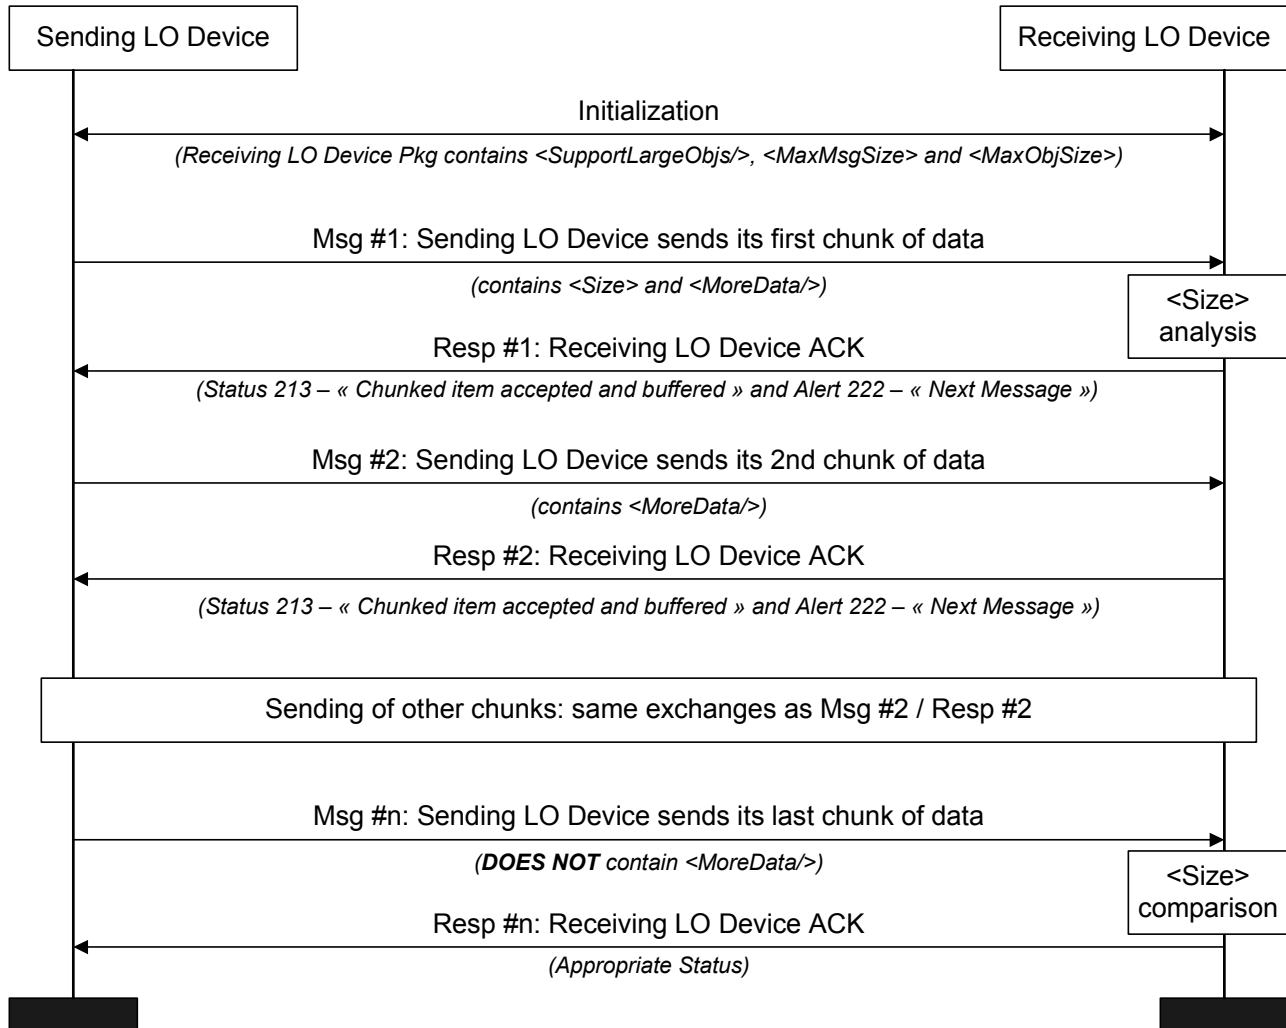 Sending LO Device
Receiving LO Device
Initialization
(Receiving LO Device Pkg contains <SupportLargeObjs/>, <MaxMsgSize> and <MaxObjSize>)
Msg #1: Sending LO Device sends its first chunk of data
(contains <Size> and <MoreData/>)
<Size>
analysis
Resp #1: Receiving LO Device ACK
(Status 213 – « Chunked item accepted and buffered » and Alert 222 – « Next Message »)
Msg #2: Sending LO Device sends its 2nd chunk of data
(contains <MoreData/>)
Resp #2: Receiving LO Device ACK
(Status 213 – « Chunked item accepted and buffered » and Alert 222 – « Next Message »)
Sending of other chunks: same exchanges as Msg #2 / Resp #2
Msg #n: Sending LO Device sends its last chunk of data
(DOES NOT contain <MoreData/>)
<Size>
comparison
Resp #n: Receiving LO Device ACK
(Appropriate Status)